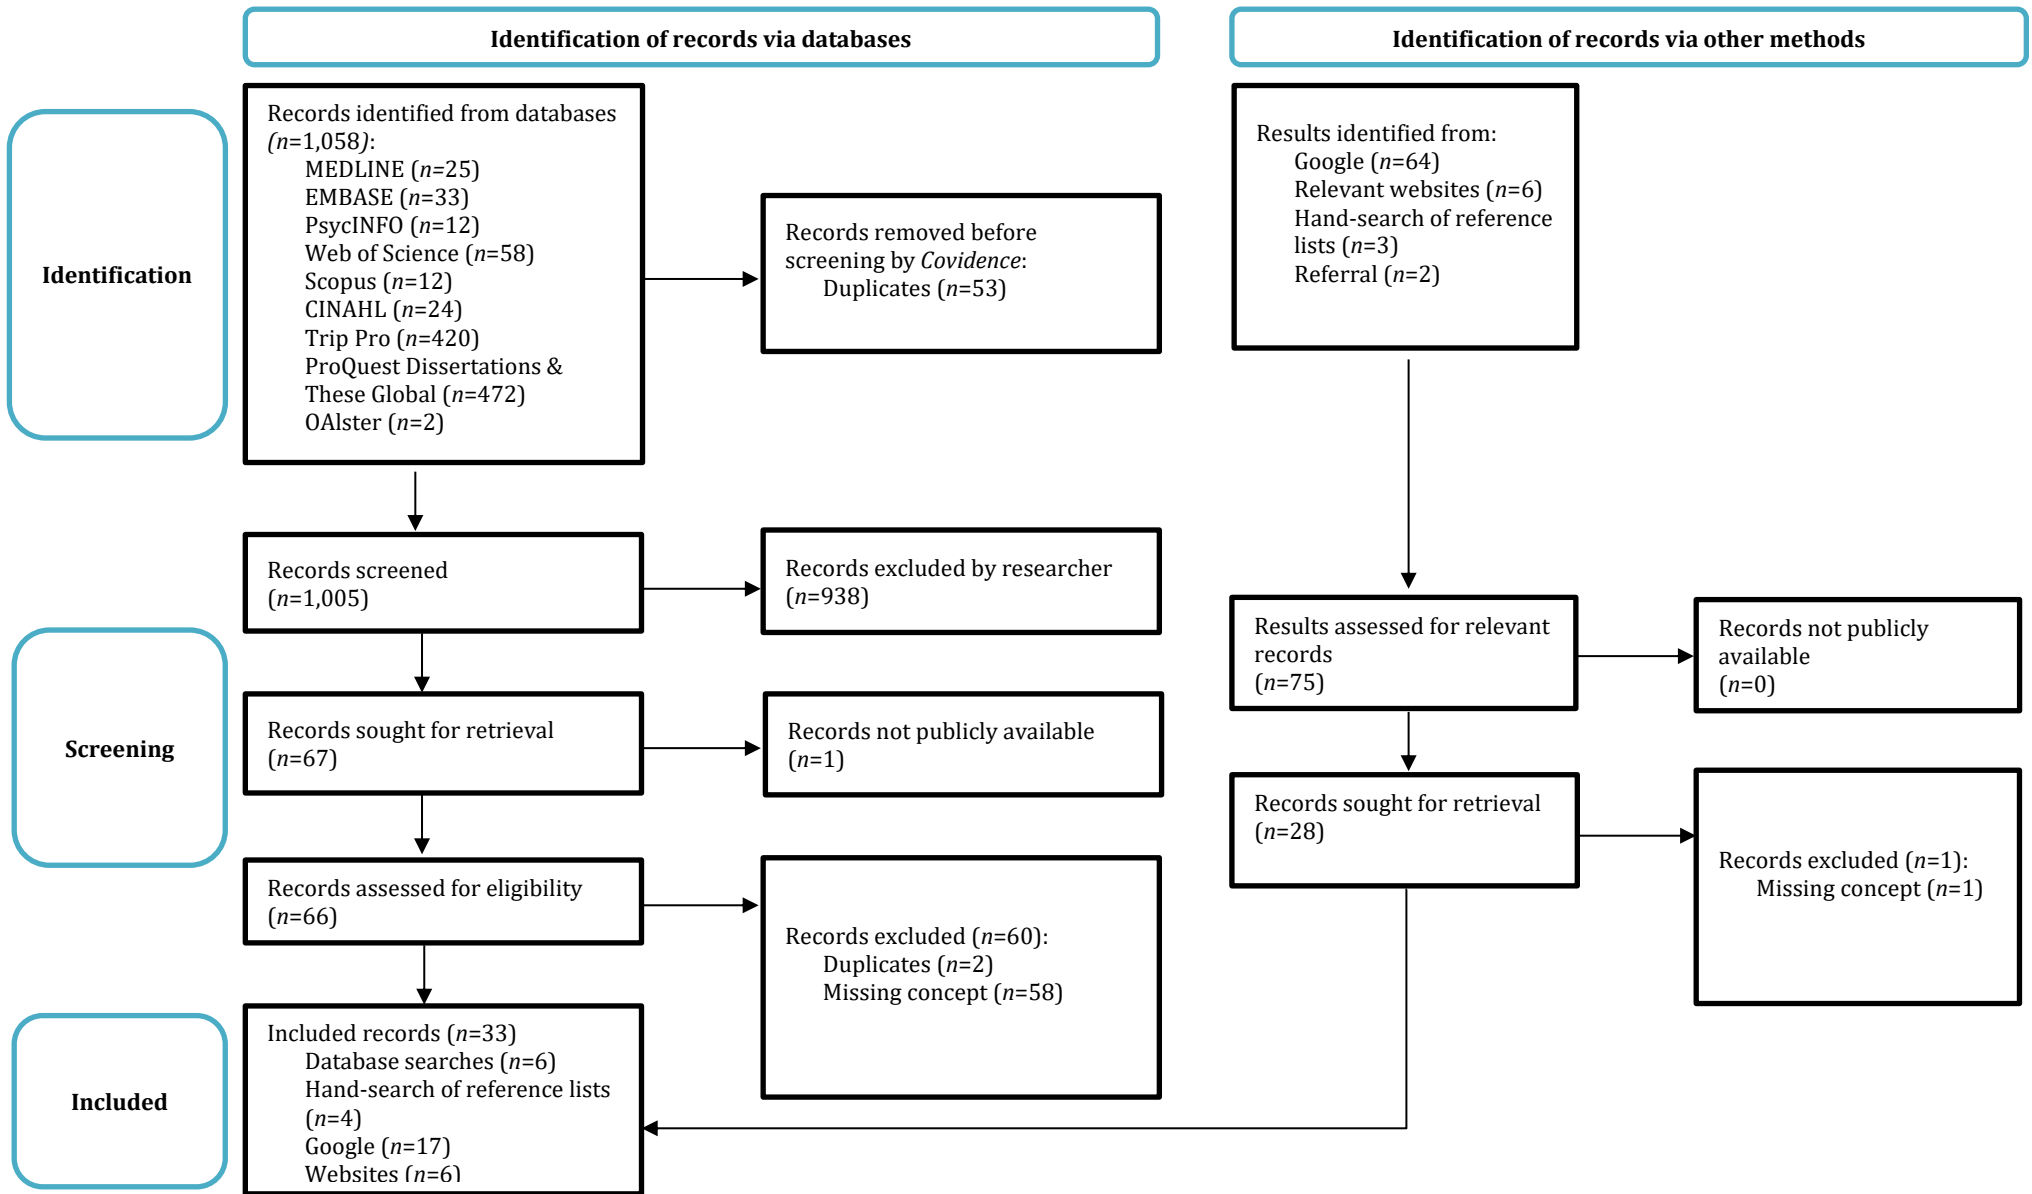 Identification of records via databases
Identification of records via other methods
Identification
Records identified from databases
(n=1,058):
MEDLINE (n=25)
EMBASE (n=33)
PsycINFO (n=12)
Web of Science (n=58)
Scopus (n=12)
CINAHL (n=24)
Trip Pro (n=420)
ProQuest Dissertations &
These Global (n=472)
OAlster (n=2)
Records removed before
screening by Covidence:
Duplicates (n=53)
Results identified from:
Google (n=64)
Relevant websites (n=6)
Hand-search of reference
lists (n=3)
Referral (n=2)
Screening
Records screened
(n=1,005)
Records excluded by researcher
(n=938)
Records sought for retrieval
(n=67)
Records not publicly available
(n=1)
Records assessed for eligibility
(n=66)
Records excluded (n=60):
Duplicates (n=2)
Missing concept (n=58)
Results assessed for relevant
records
(n=75)
Records not publicly
available
(n=0)
Records sought for retrieval
(n=28)
Records excluded (n=1):
Missing concept (n=1)
Included
Included records (n=33)
Database searches (n=6)
Hand-search of reference lists
(n=4)
Google (n=17)
Websites (n=6)